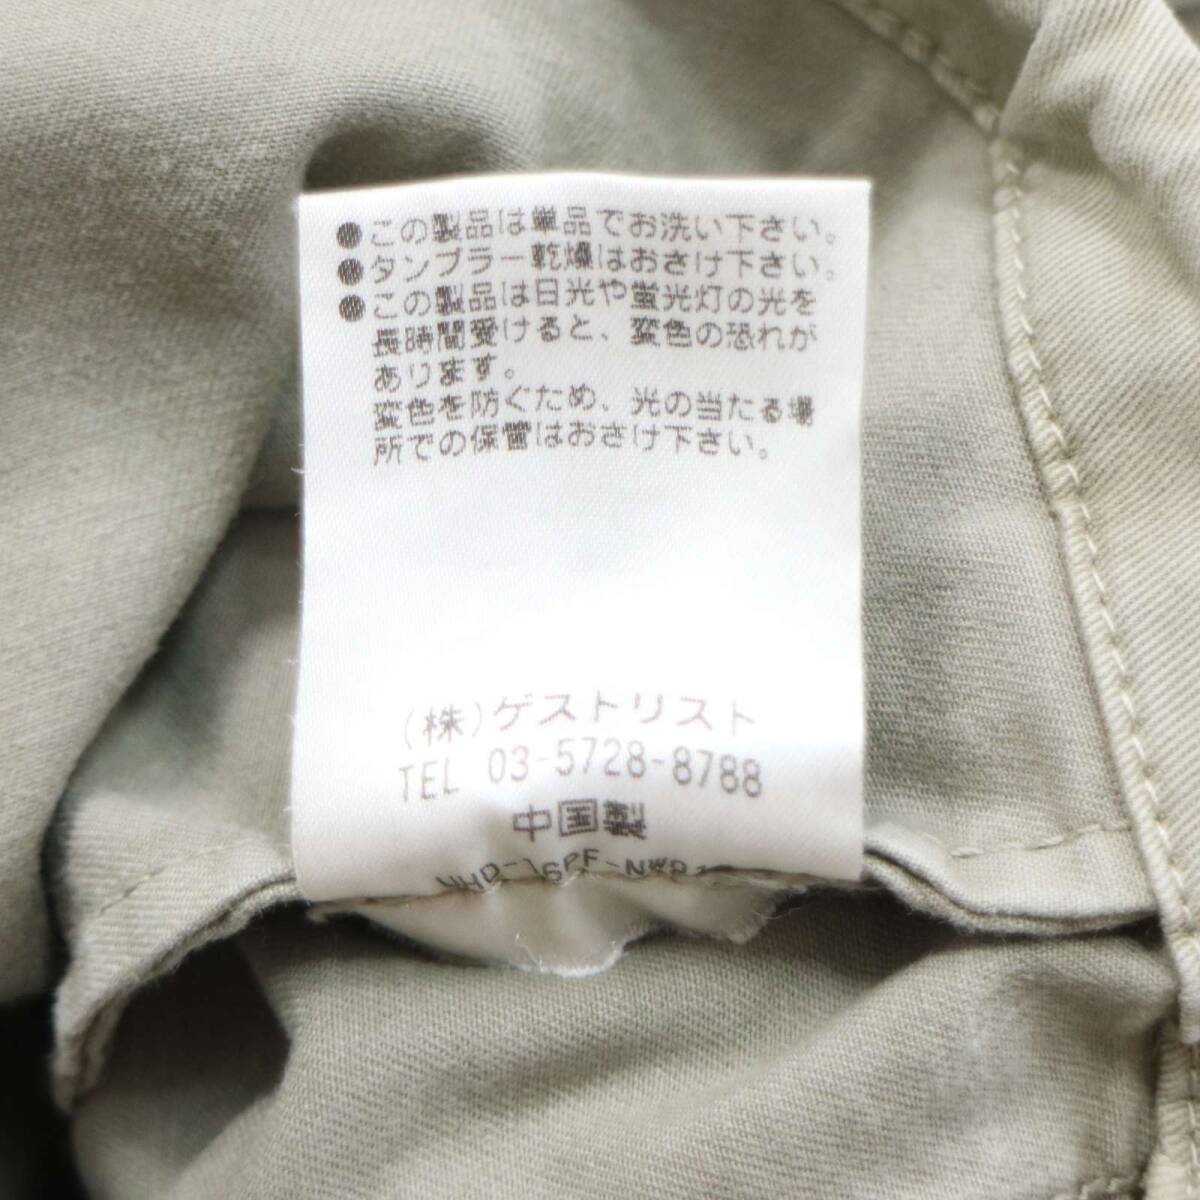 ●この製品は単品でお洗い下さい。
●タンブラー乾燥はおさけ下さい。
●この製品は日光や蛍光灯の光を
長時間受けると、変色の恐れが
あります。
変色を防ぐため、光の当たる場
所での保管はおさけ下さい。
(株)ゲストリスト
TEL 03-5728-8788
中国製